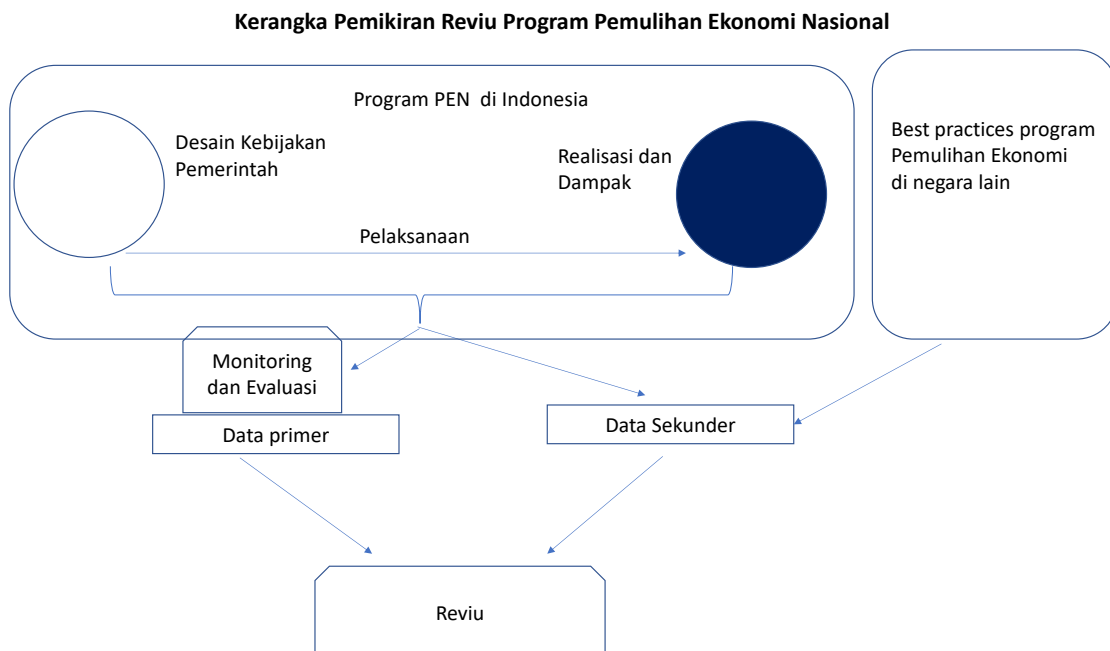 Kerangka Pemikiran Reviu Program Pemulihan Ekonomi Nasional
Program PEN di Indonesia
Desain Kebijakan
Pemerintah
Realisasi dan
Dampak
Best practices program
Pemulihan Ekonomi
di negara lain
Pelaksanaan
Monitoring
dan Evaluasi
Data primer
Data Sekunder
Reviu